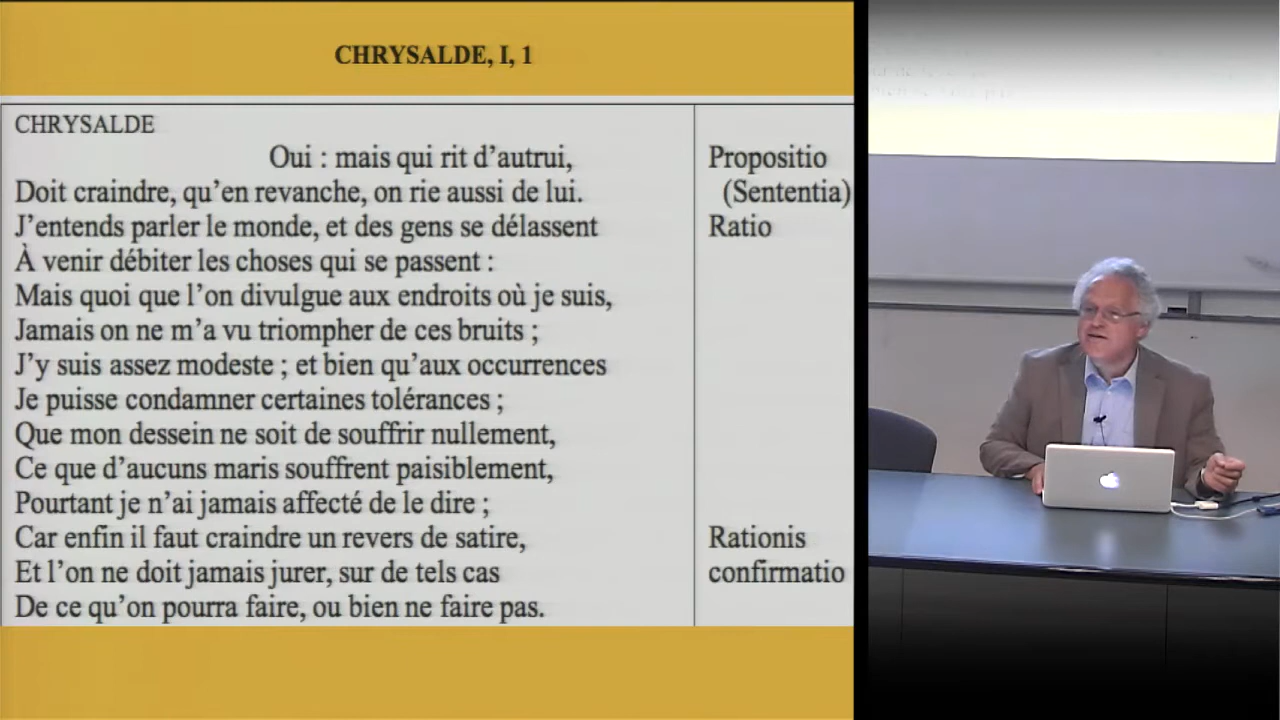 CHRYSALDE, I, 1
CHRYSALDE
Oui : mais qui rit d’autrui,
Doit craindre, qu’en revanche, on rie aussi de lui.
J’entends parler le monde, et des gens se délassent
À venir débiter les choses qui se passent :
Mais quoi que l’on divulgue aux endroits où je suis,
Jamais on ne m’a vu triompher de ces bruits ;
J’y suis assez modeste ; et bien qu’aux occurrences
Je puisse condamner certaines tolérances ;
Que mon dessein ne soit de souffrir nullement,
Ce que d’aucuns maris souffrent paisiblement,
Pourtant je n’ai jamais affecté de le dire ;
Car enfin il faut craindre un revers de satire,
Et l’on ne doit jamais jurer, sur de tels cas
De ce qu’on pourra faire, ou bien ne faire pas.
Propositio
(Sententia)
Ratio
Rationis
confirmatio